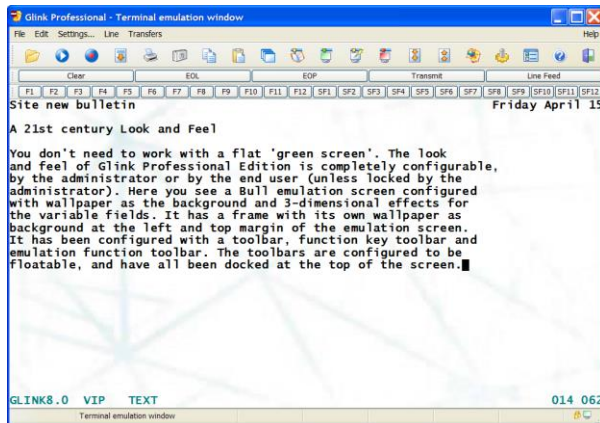 Glink Professional - Terminal emulation window
File Edit Settings... Line Transfers Help
Clear EOL EOP Transmit Line Feed
F1 F2 F3 F4 F5 F6 F7 F8 F9 F10 F11 F12 SF1 SF2 SF3 SF4 SF5 SF6 SF7 SF8 SF9 SF10 SF11 SF12
Site new bulletin Friday April 15
A 21st century Look and Feel
You don't need to work with a flat 'green screen'. The look
and feel of Glink Professional Edition is completely configurable,
by the administrator or by the end user (unless locked by the
administrator). Here you see a Bull emulation screen configured
with wallpaper as the background and 3-dimensional effects for
the variable fields. It has a frame with its own wallpaper as
background at the left and top margin of the emulation screen.
It has been configured with a toolbar, function key toolbar and
emulation function toolbar. The toolbars are configured to be
floatable, and have all been docked at the top of the screen.
GLINK8.0 VIP TEXT 014 062
Terminal emulation window